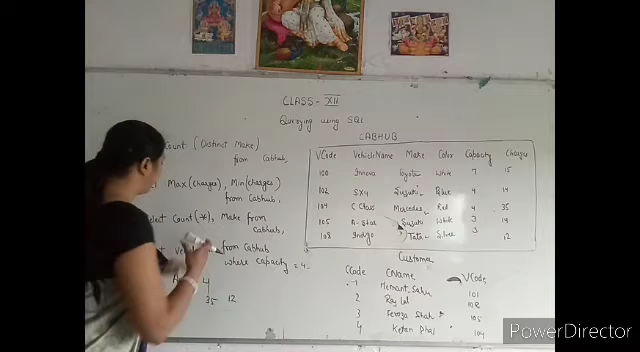 CLASS - XII
Querying using SQL
Count (Distinct Make)
from Cabhub,
Max(Charges), Min(Charges)
from Cabhub,
Select Count(*), Make from
Cabhub,
from Cabhub
where capacity = 4
4
35 12
CABHUB
VCode VehicleName Make Color Capacity Charges
100 Innova Toyota White 7 15
102 SX4 Suzuki Blue 4 14
104 C Class Mercedes Red 4 35
105 A-Star Suzuki White 3 14
108 Indigo Tata Silver 3 12
Customer
CCode CName VCode
1 Hemant Sahu 101
2 Raj Lal 108
3 Feroza Shah 105
4 Ketan Dhal 104
PowerDirector
PowerDirector